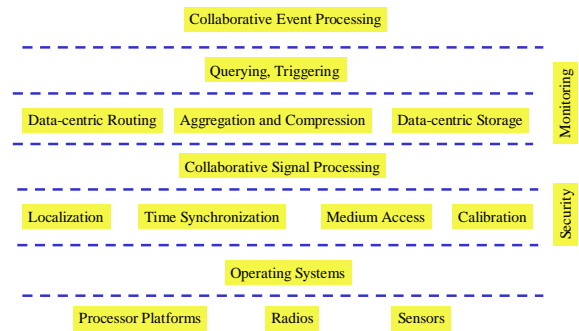 Collaborative Event Processing
Querying, Triggering
Data-centric Routing Aggregation and Compression Data-centric Storage
Collaborative Signal Processing
Localization Time Synchronization Medium Access Calibration
Operating Systems
Processor Platforms Radios Sensors
Monitoring
Security